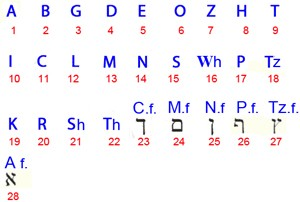 A B G D E O Z H T
1 2 3 4 5 6 7 8 9
I C L M N S Wh P Tz
10 11 12 13 14 15 16 17 18
C.f. M.f N.f P.f. Tz.f.
K R Sh Th ך ם ן ף ץ
19 20 21 22 23 24 25 26 27
A f.
א
28